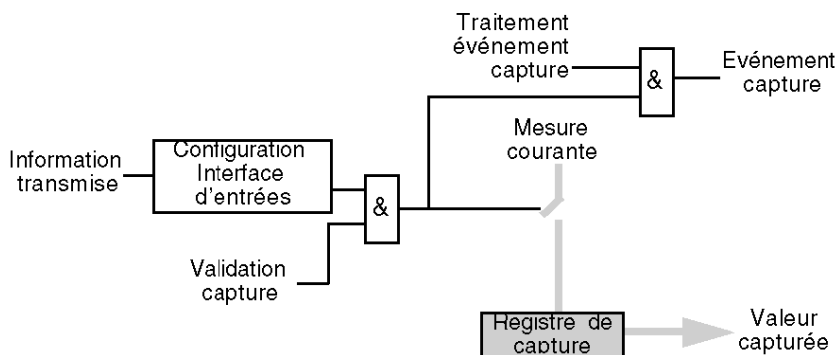 Traitement
événement
capture
&
Evénement
capture
Mesure
courante
Information
transmise
Configuration
Interface
d'entrées
&
Validation
capture
Registre de
capture
Valeur
capturée